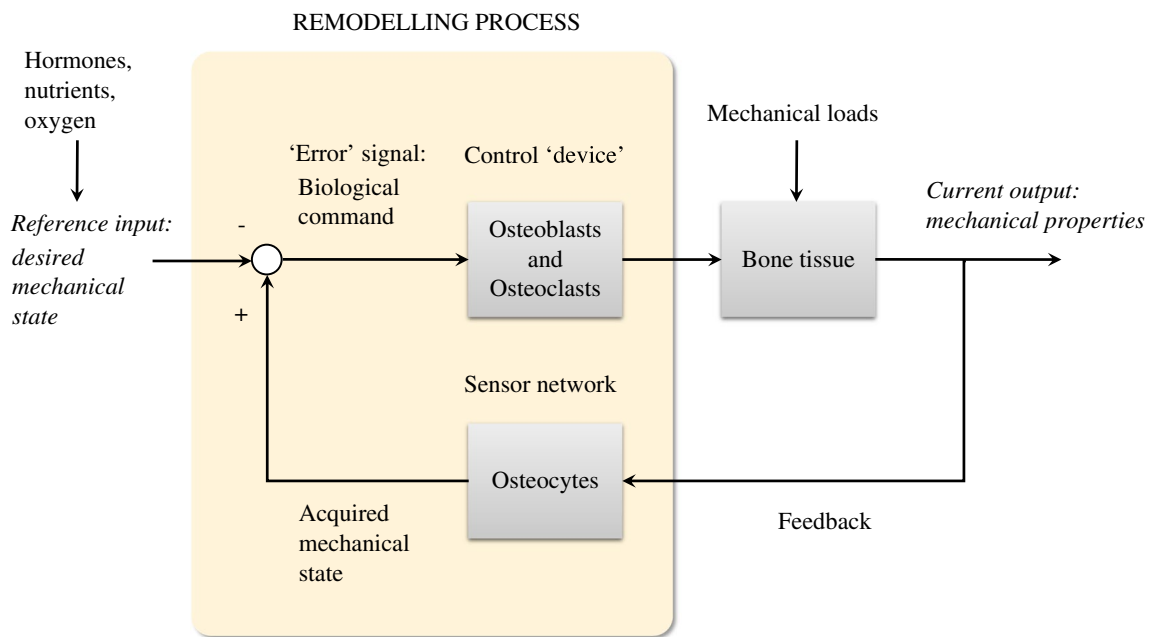 REMODELLING PROCESS
Hormones,
nutrients,
oxygen
Mechanical loads
‘Error’ signal:
Biological
command
Control ‘device’
Current output:
mechanical properties
Reference input:
desired
mechanical
state
-
+
Osteoblasts
and
Osteoclasts
Bone tissue
Sensor network
Osteocytes
Acquired
mechanical
state
Feedback